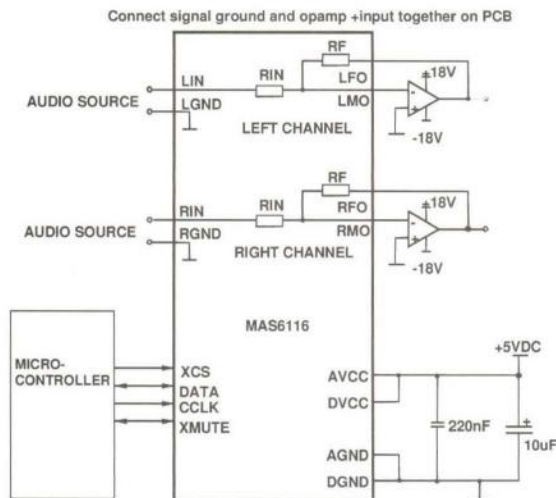 Connect signal ground and opamp +input together on PCB
RF
18V
LIN
RIN
LFO
AUDIO SOURCE
LGND
LMO
LEFT CHANNEL
-18V
RF
18V
RIN
RIN
RFO
AUDIO SOURCE
RGND
RMO
RIGHT CHANNEL
-18V
MAS6116
+5VDC
MICRO-
CONTROLLER
XCS
DATA
CCLK
XMUTE
AVCC
DVCC
220nF
10uF
AGND
DGND